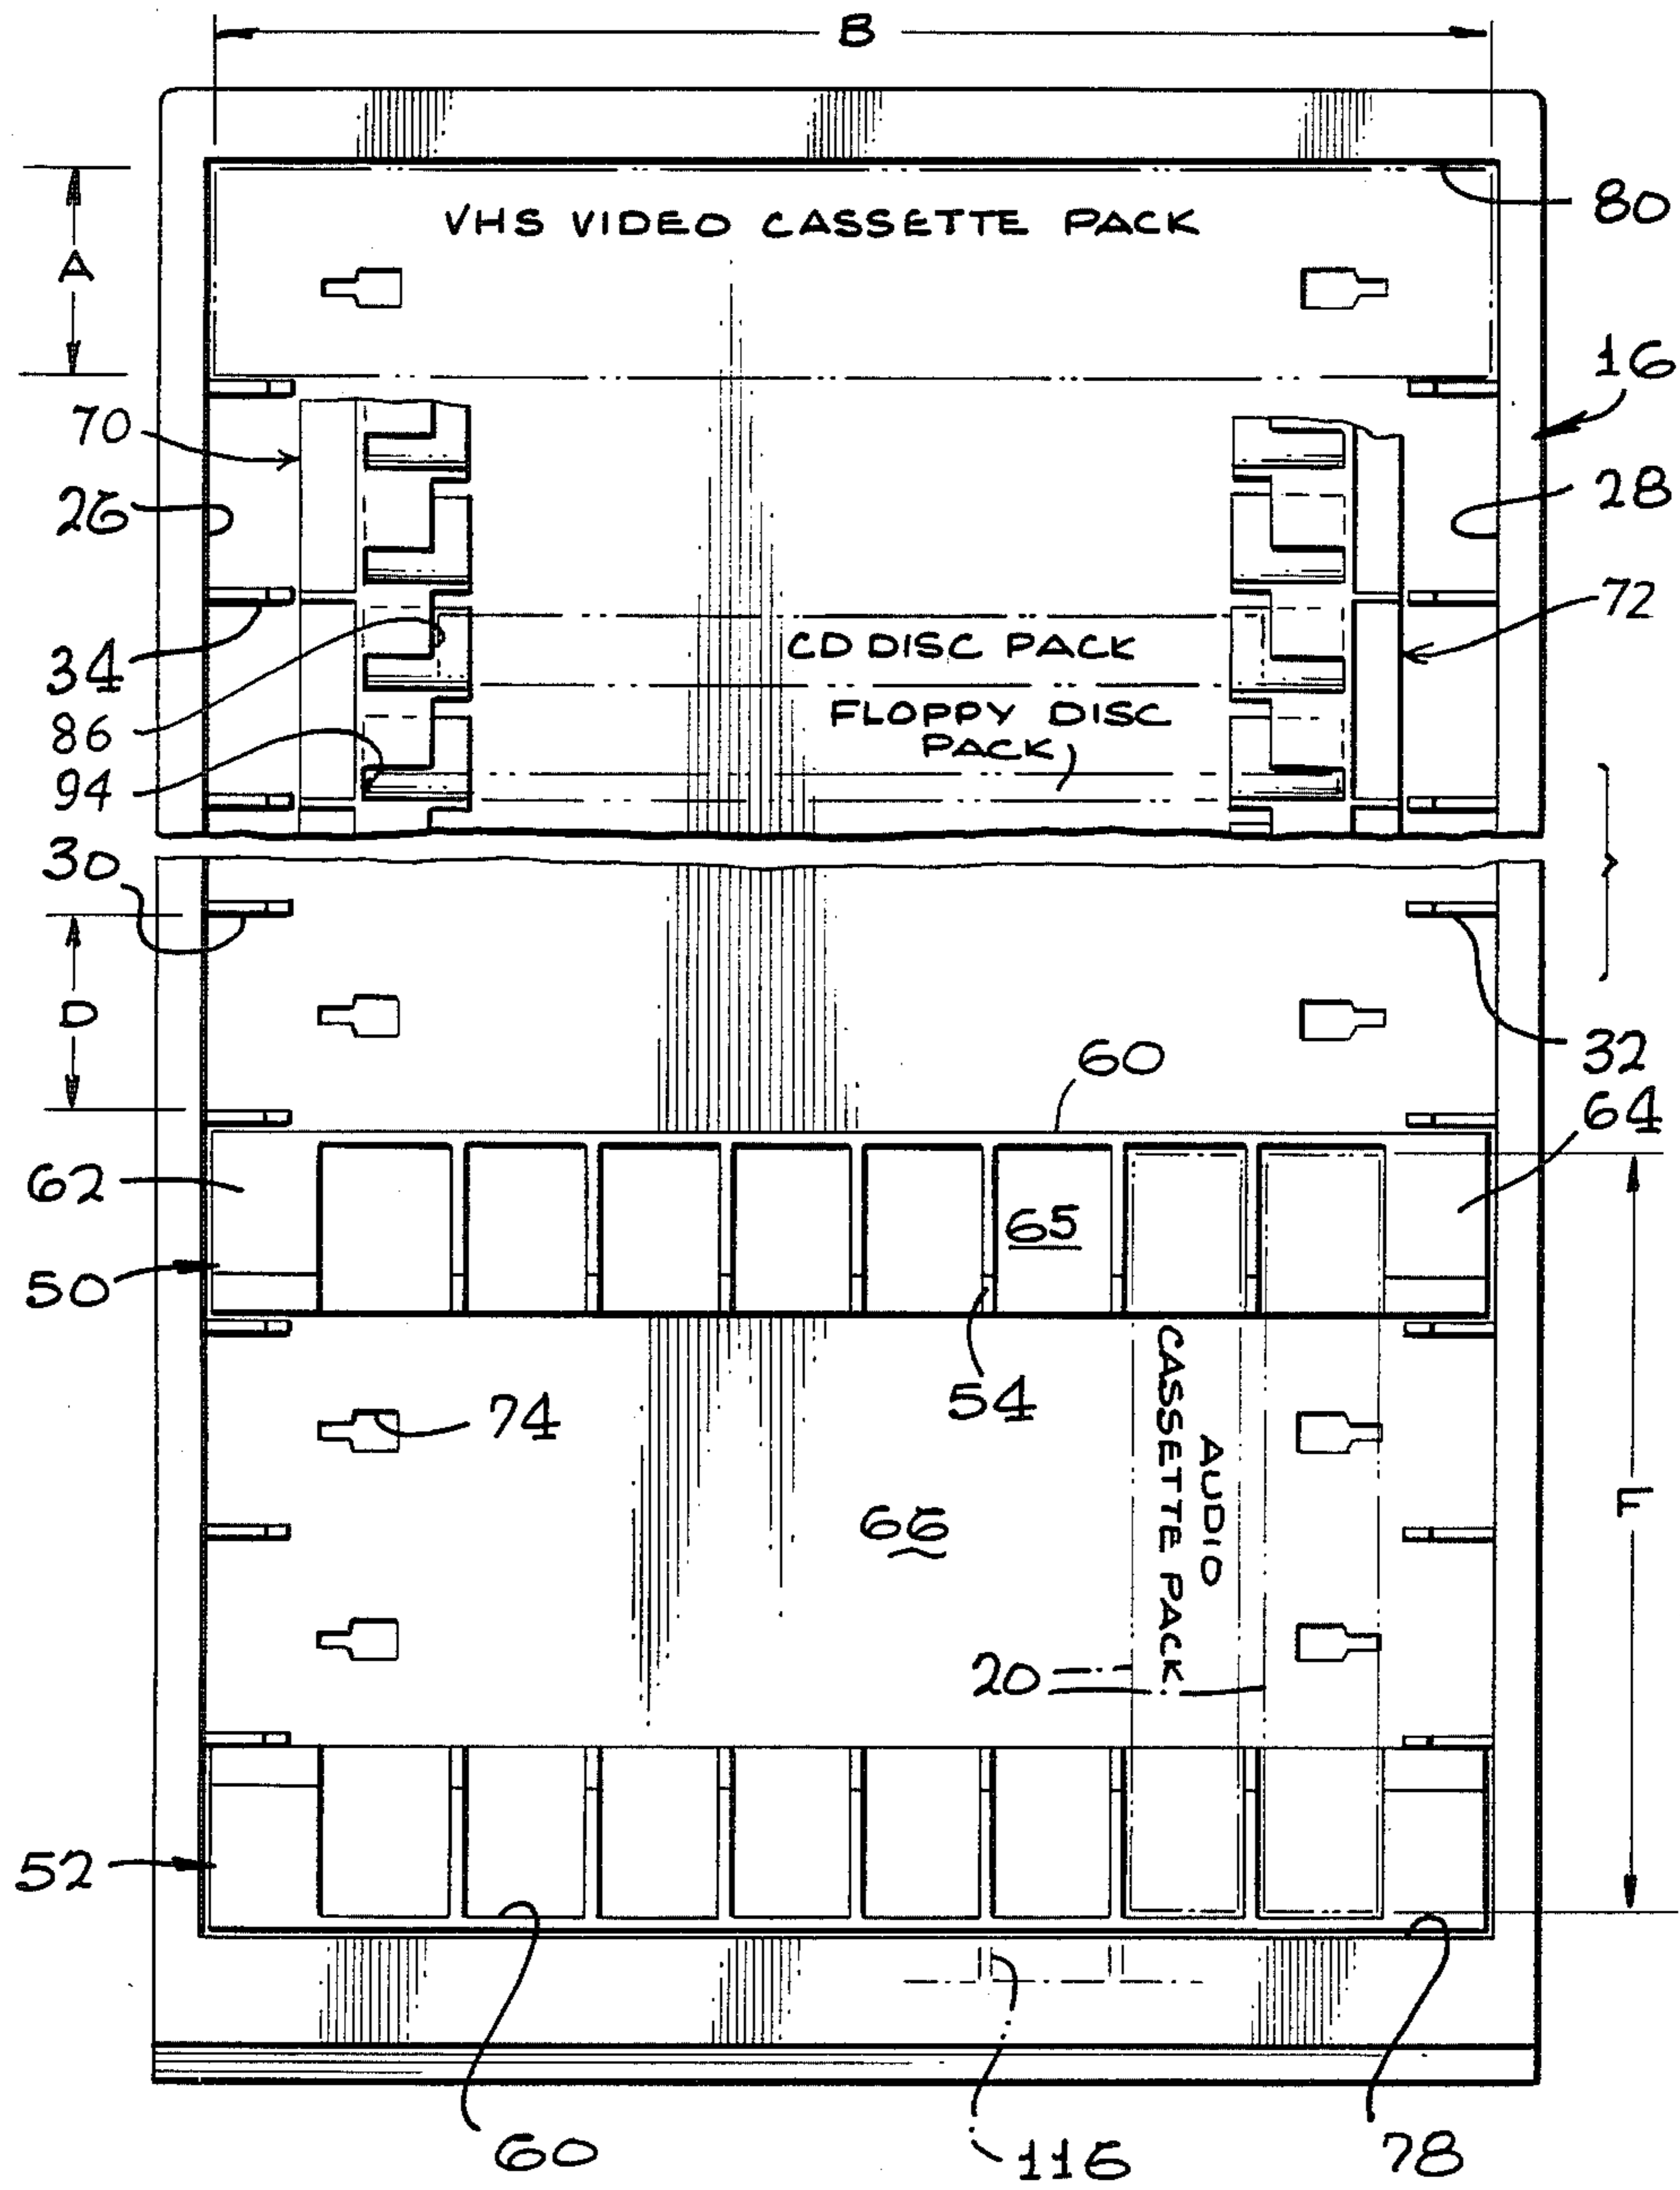 B
VHS VIDEO CASSETTE PACK
80
A
16
70
26
28
34
72
CD DISC PACK
86
FLOPPY DISC
PACK
94
30
32
D
60
64
62
65
50
54
74
AUDIO
CASSETTE PACK
66
F
20
52
60
116
78